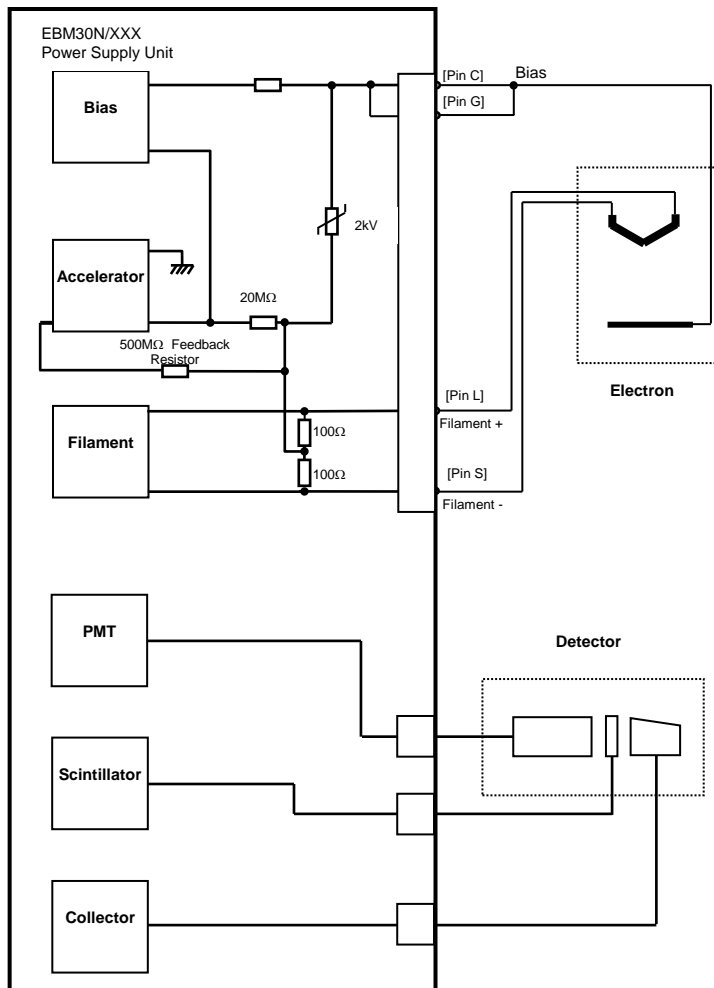 EBM30N/XXX
Power Supply Unit
Bias
[Pin C]
Bias
[Pin G]
2kV
Accelerator
20MΩ
500MΩ Feedback
Resistor
Electron
[Pin L]
Filament +
100Ω
Filament
100Ω
[Pin S]
Filament -
PMT
Detector
Scintillator
Collector